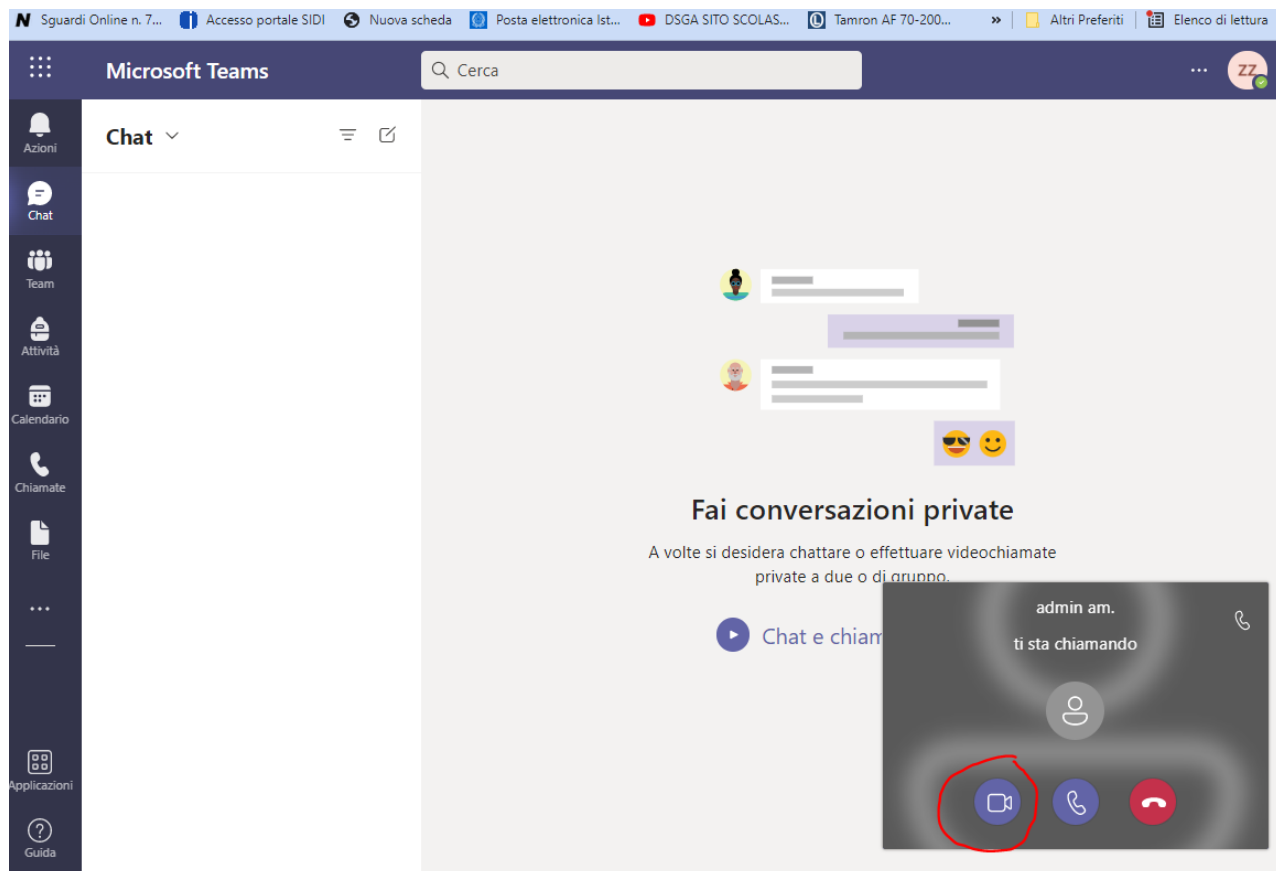 N Sguardi Online n. 7... Accesso portale SIDI Nuova scheda Posta elettronica Ist... DSGA SITO SCOLAS... Tamron AF 70-200... » Altri Preferiti Elenco di lettura
Microsoft Teams Cerca ... ZZ
Azioni
Chat
Chat
Team
Attività
Calendario
Chiamate
File
...
Applicazioni
Guida
Fai conversazioni private
A volte si desidera chattare o effettuare videochiamate
private a due o di gruppo.
Chat e chiam
admin am.
ti sta chiamando